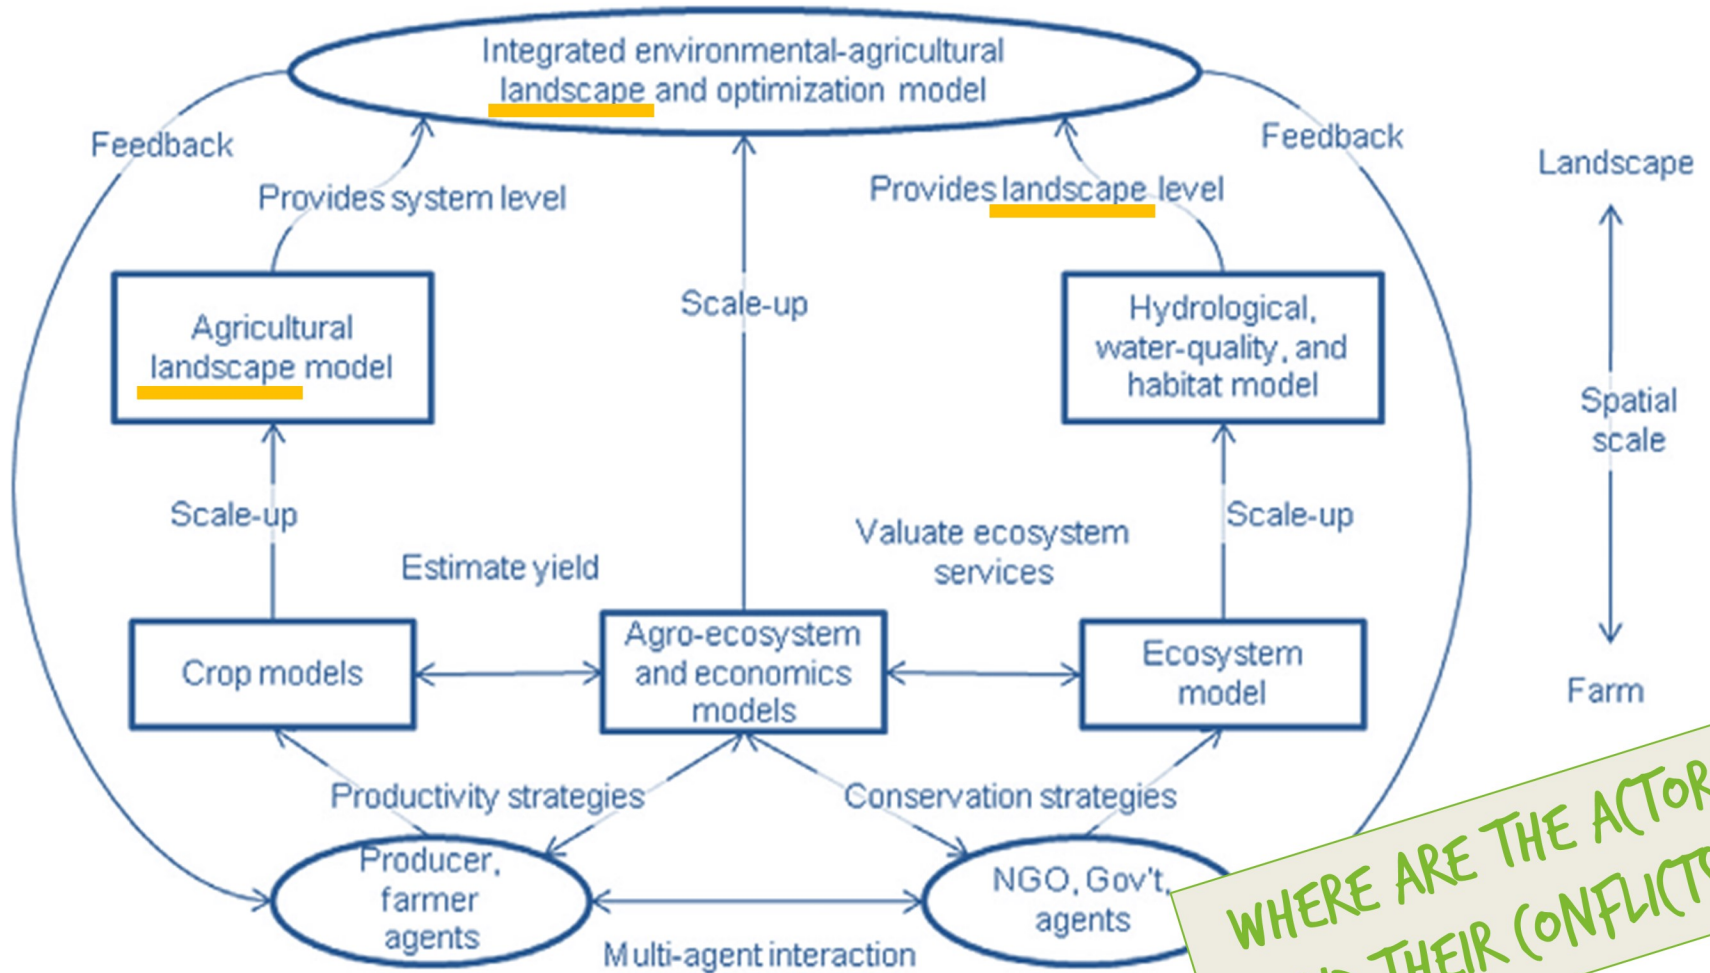 Integrated environmental-agricultural
landscape and optimization model
Feedback
Feedback
Provides system level
Provides landscape level
Landscape
Agricultural
landscape model
Scale-up
Hydrological,
water-quality, and
habitat model
Spatial
scale
Scale-up
Estimate yield
Valuate ecosystem
services
Scale-up
Crop models
Agro-ecosystem
and economics
models
Ecosystem
model
Farm
Productivity strategies
Conservation strategies
Producer,
farmer
agents
NGO, Gov't,
agents
Multi-agent interaction
WHERE ARE THE ACTOR
THEIR CONFLICTS